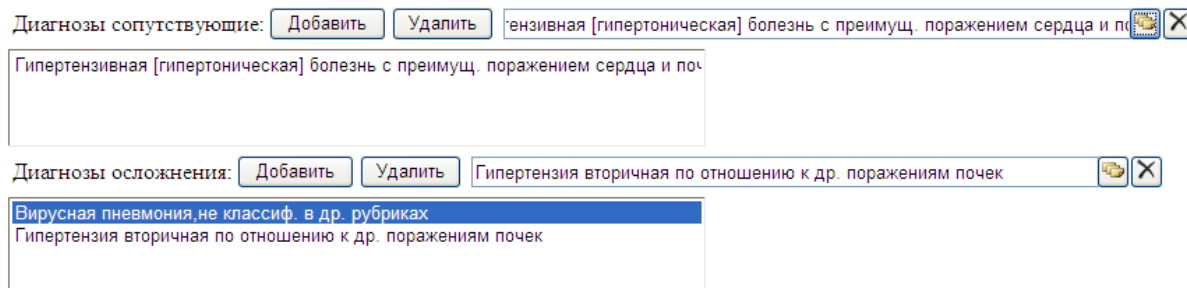 Диагнозы сопутствующие: Добавить Удалить тензивная [гипертоническая] болезнь с преимущ. поражением сердца и по
Гипертензивная [гипертоническая] болезнь с преимущ. поражением сердца и поч
Диагнозы осложнения: Добавить Удалить Гипертензия вторичная по отношению к др. поражениям почек
Вирусная пневмония,не классиф. в др. рубриках
Гипертензия вторичная по отношению к др. поражениям почек